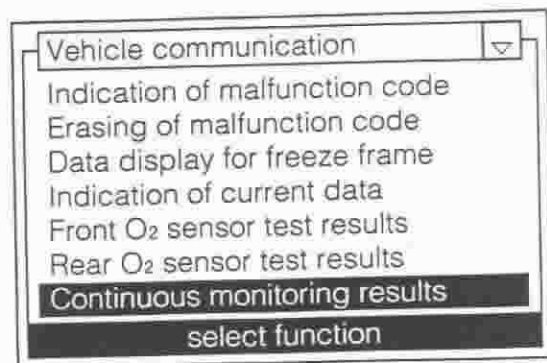 Vehicle communication
Indication of malfunction code
Erasing of malfunction code
Data display for freeze frame
Indication of current data
Front O₂ sensor test results
Rear O₂ sensor test results
Continuous monitoring results
select function